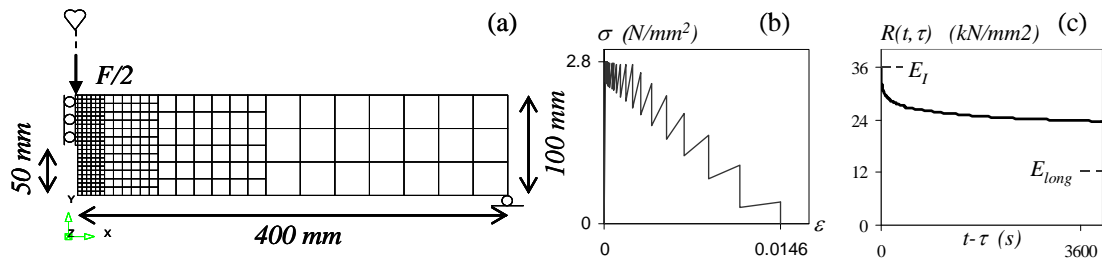 (a)
F/2
50 mm
100 mm
400 mm
Y
Z
X
(b)
σ (N/mm²)
2.8
0
ε
0
0.0146
(c)
R(t,τ) (kN/mm2)
36
E_I
24
12
E_long
0
0
3600
t-τ (s)